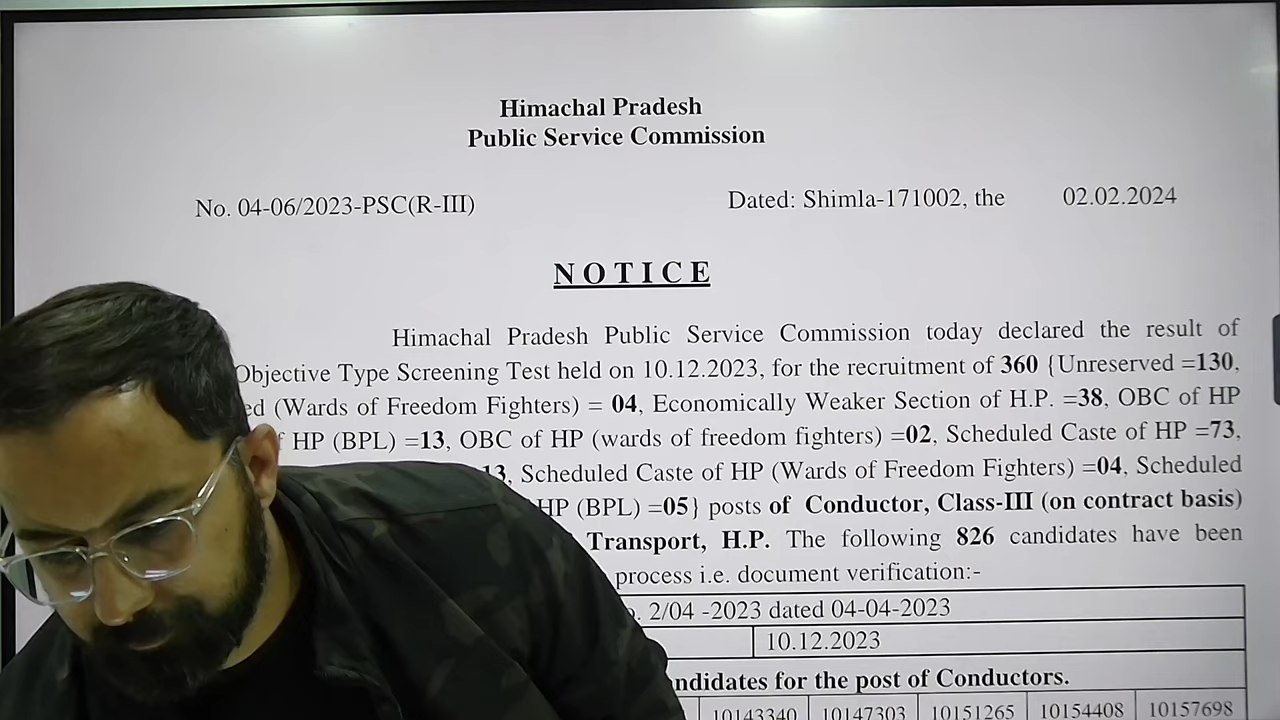 Himachal Pradesh
Public Service Commission
No. 04-06/2023-PSC(R-III) Dated: Shimla-171002, the 02.02.2024
NOTICE
Himachal Pradesh Public Service Commission today declared the result of
Objective Type Screening Test held on 10.12.2023, for the recruitment of 360 {Unreserved =130,
(Wards of Freedom Fighters) = 04, Economically Weaker Section of H.P. =38, OBC of HP
HP (BPL) =13, OBC of HP (wards of freedom fighters) =02, Scheduled Caste of HP =73,
13, Scheduled Caste of HP (Wards of Freedom Fighters) =04, Scheduled
HP (BPL) =05} posts of Conductor, Class-III (on contract basis)
Transport, H.P. The following 826 candidates have been
process i.e. document verification:-
2/04 -2023 dated 04-04-2023
10.12.2023
for the post of Conductors.
10143340 10147303 10151265 10154408 10157698